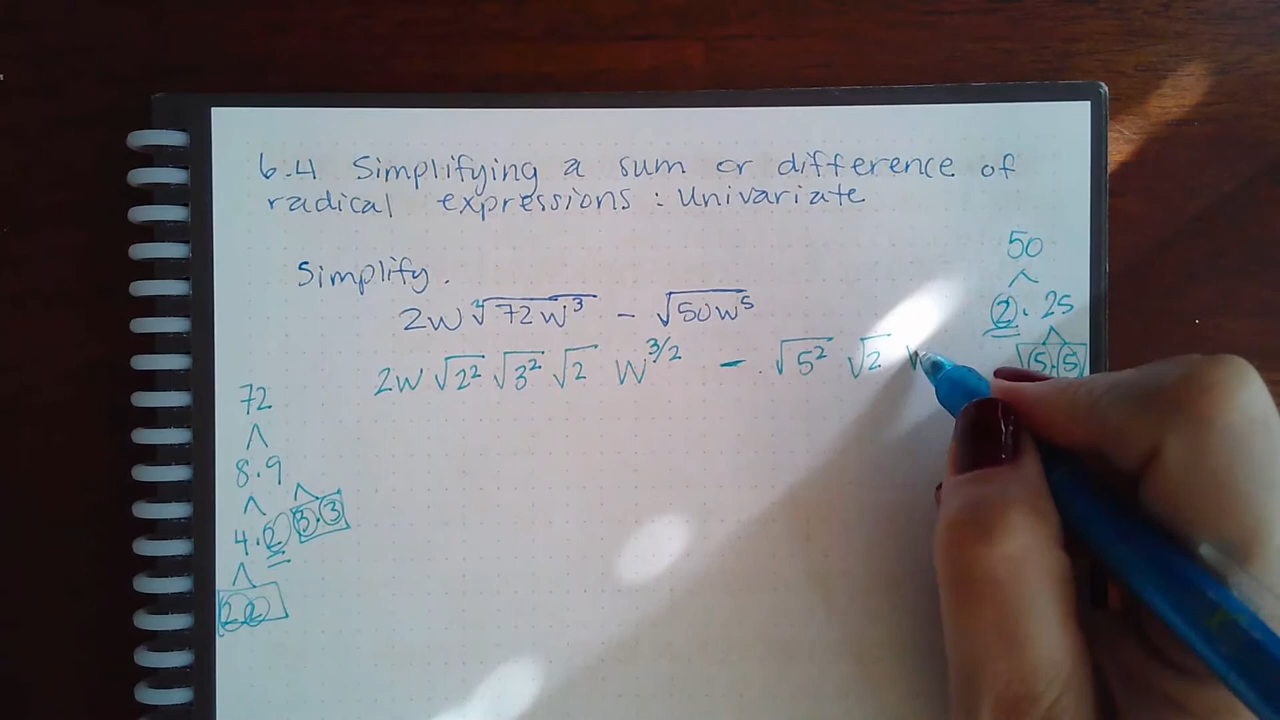 6.4 Simplifying a sum or difference of
radical expressions : Univariate
Simplify.
2w ²√72w³ - √50w⁵
2w √2² √3² √2 w^3/2 - √5² √2 w
50
2 · 25
5 · 5
72
8 · 9
4 · 2 3 · 3
2 2